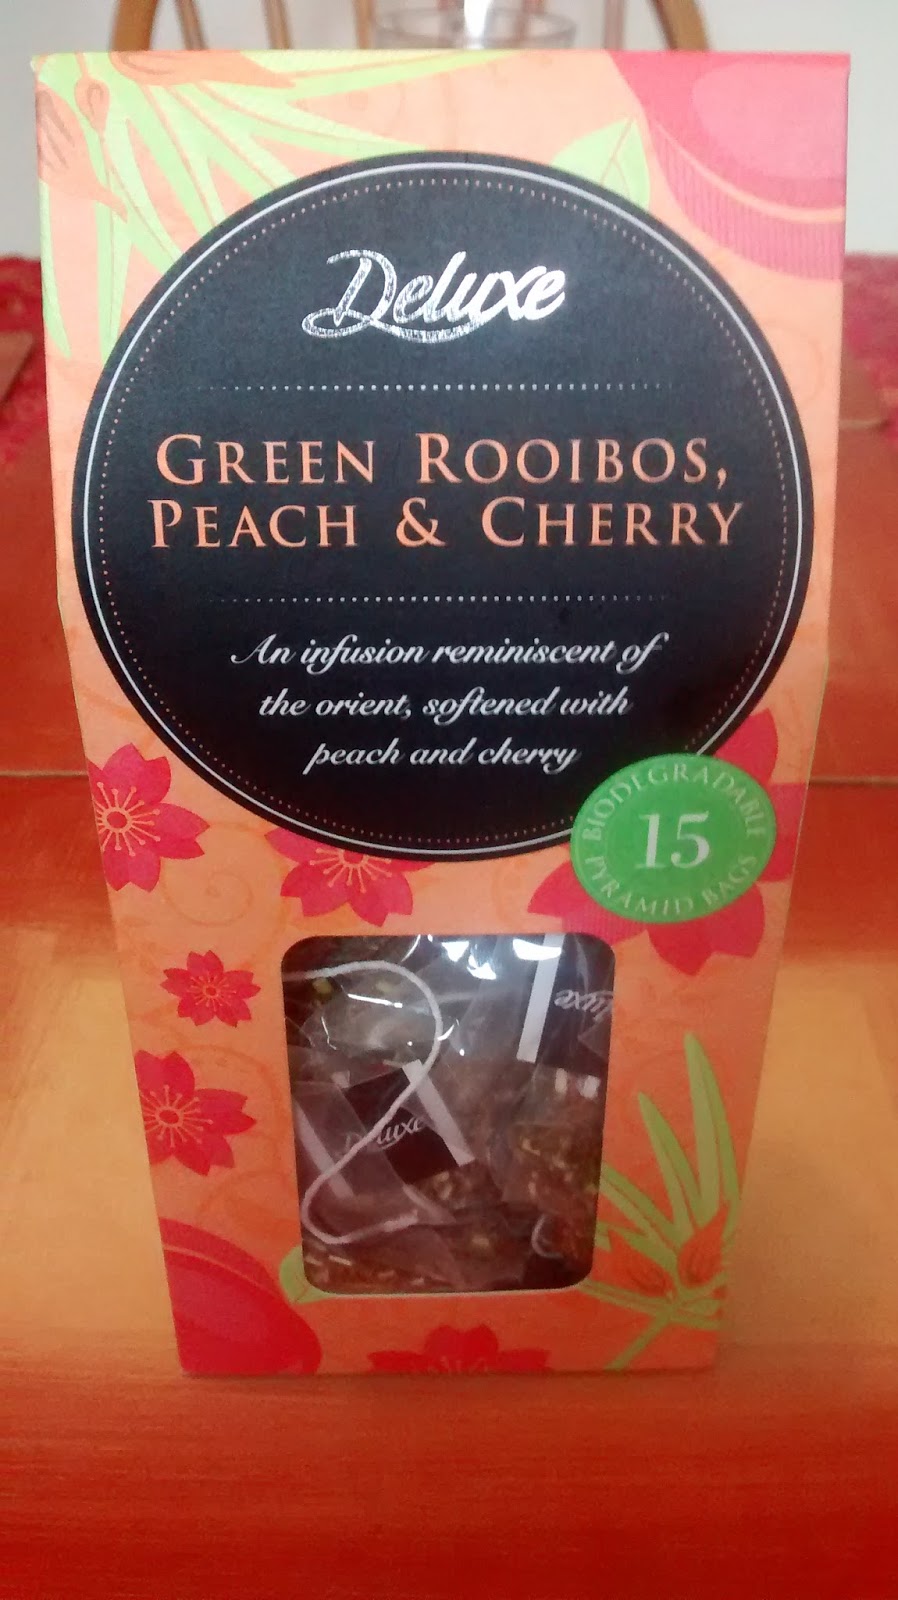 Deluxe
GREEN ROOIBOS,
PEACH & CHERRY
An infusion reminiscent of
the orient, softened with
peach and cherry
BIODEGRADABLE
15
PYRAMID BAGS
Deluxe
Deluxe